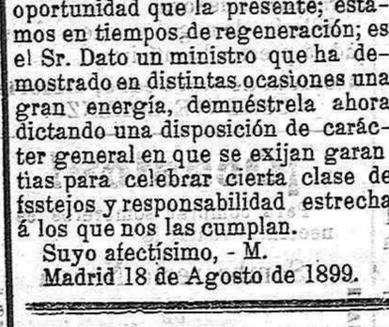 oportunidad que la presente; esta-
mos en tiempos de regeneración; es
el Sr. Dato un ministro que ha de-
mostrado en distintas ocasiones una
gran energía, demuéstrela ahora
dictando una disposición de carác-
ter general en que se exijan garan
tias para celebrar cierta clase de
fsstejos y responsabilidad estrecha
á los que nos las cumplan.
Suyo afectísimo, - M.
Madrid 18 de Agosto de 1899.